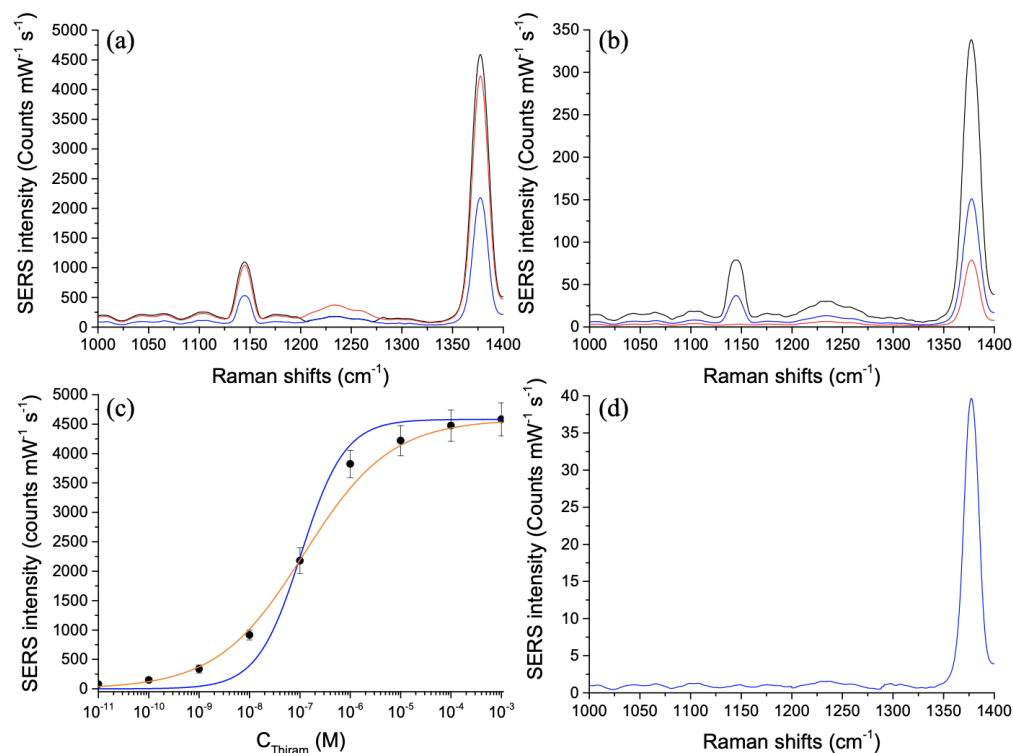 (a)
SERS intensity (Counts mW⁻¹ s⁻¹)
5000
4500
4000
3500
3000
2500
2000
1500
1000
500
0
1000 1050 1100 1150 1200 1250 1300 1350 1400
Raman shifts (cm⁻¹)
(b)
SERS intensity (Counts mW⁻¹ s⁻¹)
350
300
250
200
150
100
50
0
1000 1050 1100 1150 1200 1250 1300 1350 1400
Raman shifts (cm⁻¹)
(c)
SERS intensity (counts mW⁻¹ s⁻¹)
5000
4500
4000
3500
3000
2500
2000
1500
1000
500
0
10⁻¹¹ 10⁻¹⁰ 10⁻⁹ 10⁻⁸ 10⁻⁷ 10⁻⁶ 10⁻⁵ 10⁻⁴ 10⁻³
C_Thiram (M)
(d)
SERS intensity (Counts mW⁻¹ s⁻¹)
40
35
30
25
20
15
10
5
0
1000 1050 1100 1150 1200 1250 1300 1350 1400
Raman shifts (cm⁻¹)